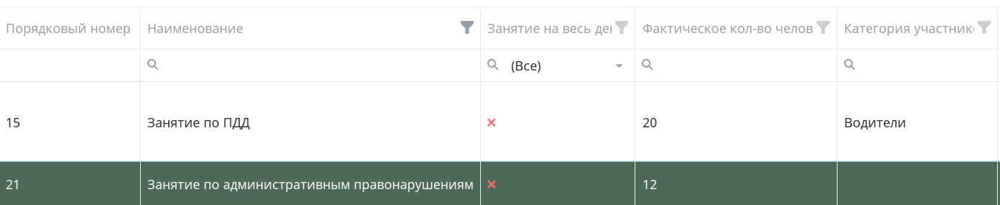 Порядковый номер Наименование Занятие на весь ден Фактическое кол-во челов Категория участник
(Все)
15 Занятие по ПДД 20 Водители
21 Занятие по административным правонарушениям 12